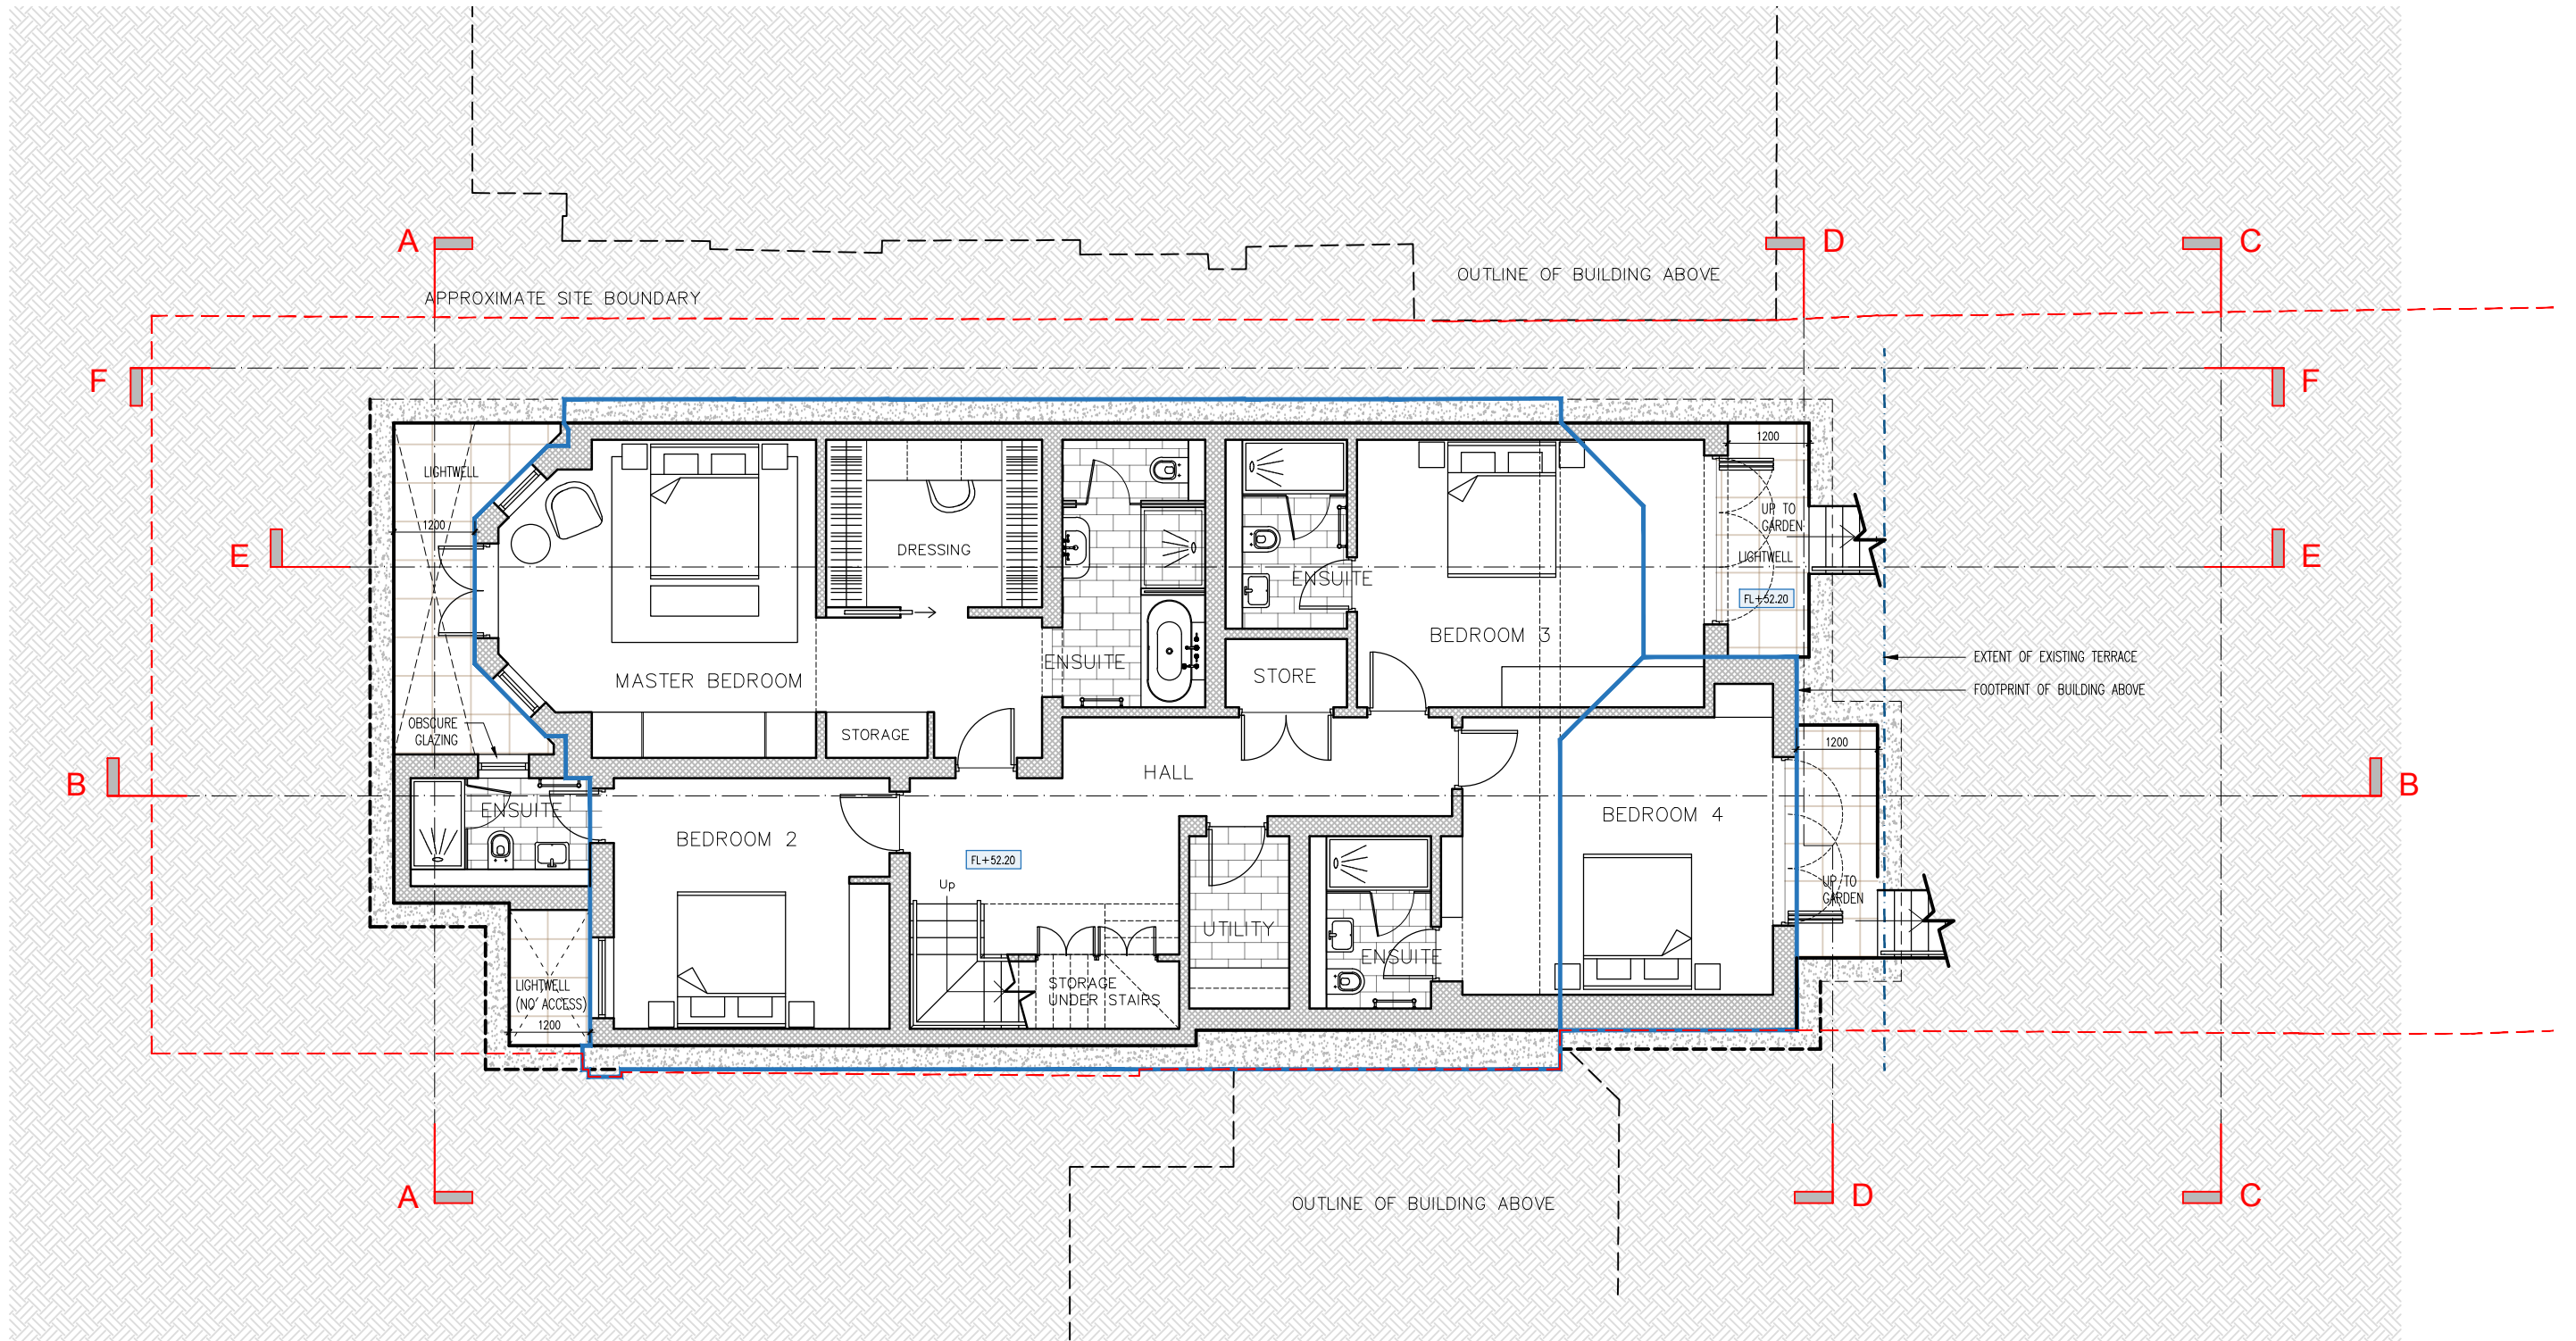 A
D
C
OUTLINE OF BUILDING ABOVE
APPROXIMATE SITE BOUNDARY
F
F
1200
LIGHTWELL
UP TO
GARDEN
1200
E
DRESSING
LIGHTWELL
E
ENSUITE
FL+52.20
BEDROOM 3
ENSUITE
EXTENT OF EXISTING TERRACE
STORE
MASTER BEDROOM
FOOTPRINT OF BUILDING ABOVE
OBSCURE
GLAZING
STORAGE
1200
HALL
B
B
ENSUITE
BEDROOM 4
BEDROOM 2
FL+52.20
Up
UP TO
GARDEN
UTILITY
ENSUITE
LIGHTWELL
(NO ACCESS)
STORAGE
UNDER STAIRS
1200
A
D
C
OUTLINE OF BUILDING ABOVE